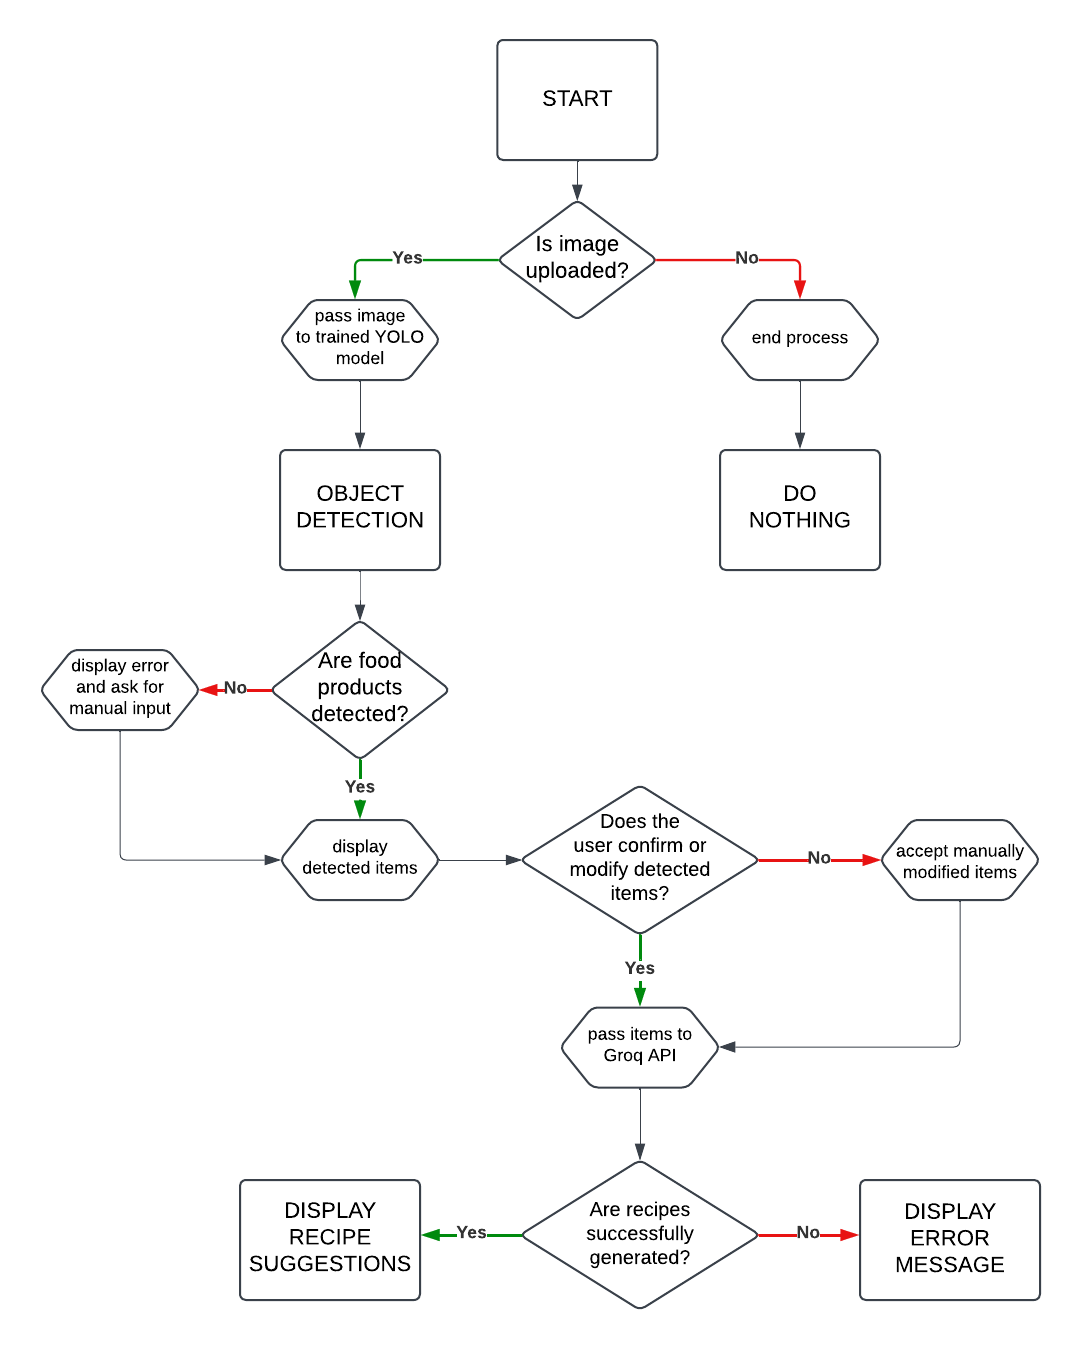 START
Is image
uploaded?
Yes
No
pass image
to trained YOLO
model
end process
OBJECT
DETECTION
DO
NOTHING
Are food
products
detected?
No
display error
and ask for
manual input
Yes
display
detected items
Does the
user confirm or
modify detected
items?
No
accept manually
modified items
Yes
pass items to
Groq API
Are recipes
successfully
generated?
Yes
DISPLAY
RECIPE
SUGGESTIONS
No
DISPLAY
ERROR
MESSAGE